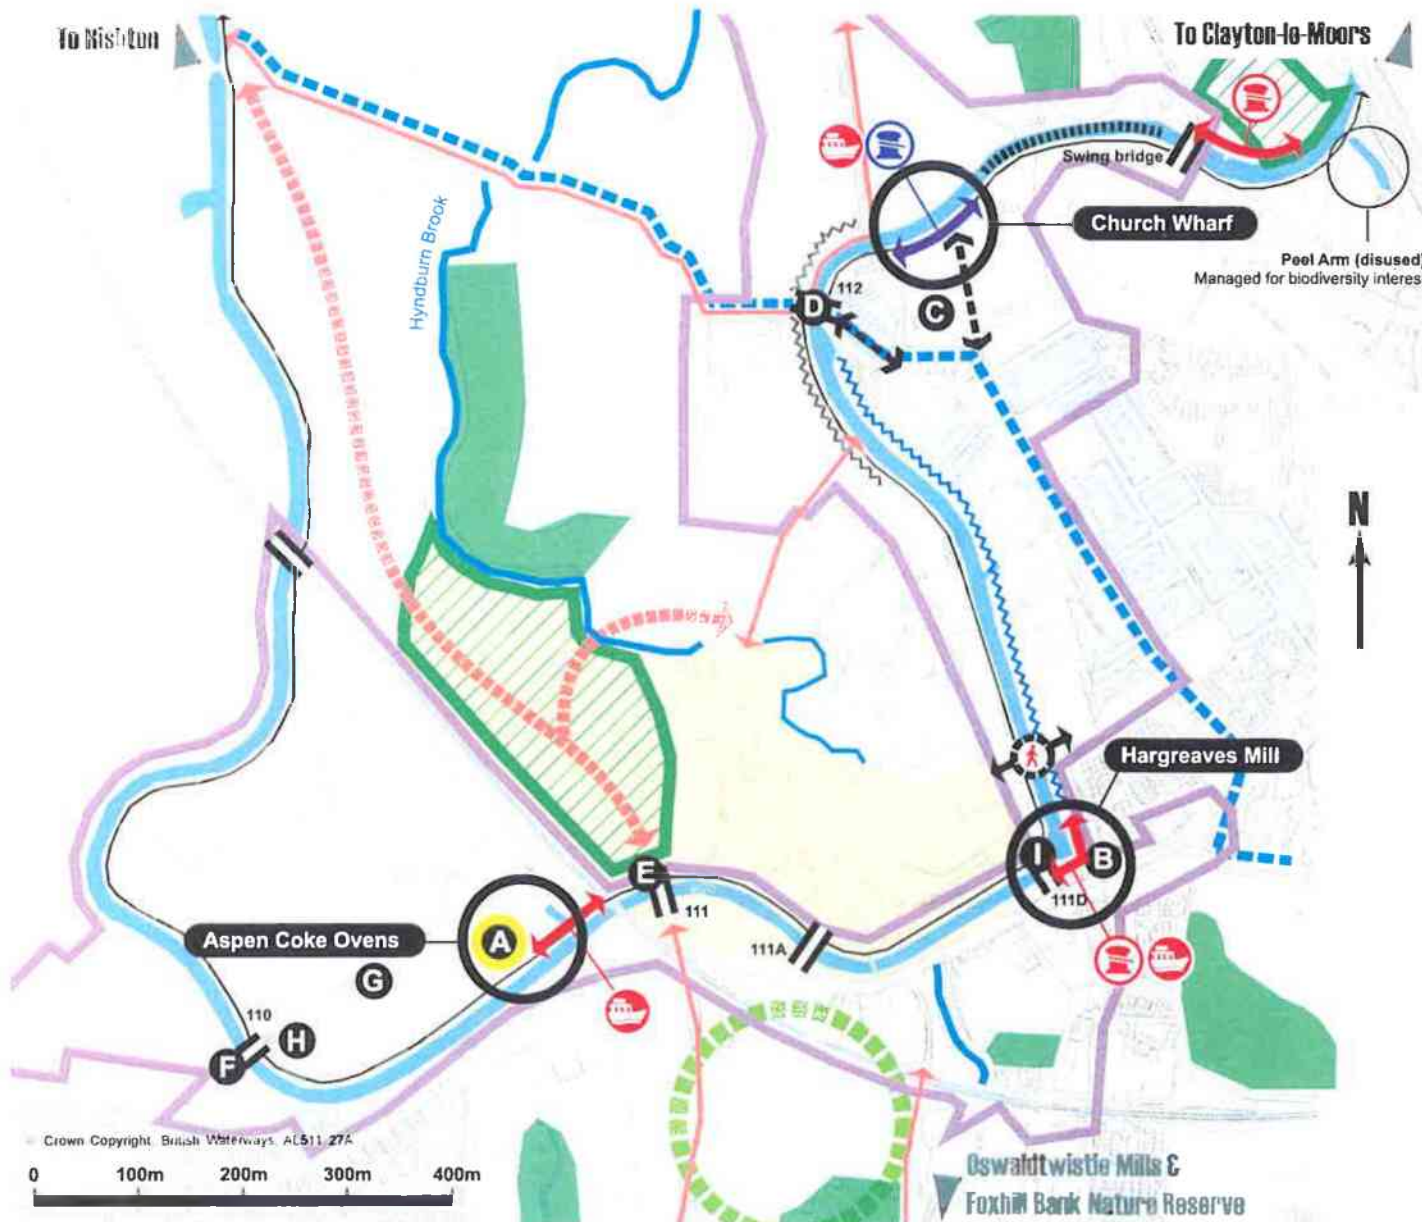 To Rishton
To Clayton-le-Moors
Swing bridge
Church Wharf
Peel Arm (disused)
Managed for biodiversity interes
Hyndburn Brook
112
D
C
N
Hargreaves Mill
E
I
B
111
111D
111A
Aspen Coke Ovens
A
G
110
H
F
Crown Copyright British Waterways AL511 27A
0 100m 200m 300m 400m
Oswaldtwistle Mills &
Foxhill Bank Nature Reserve